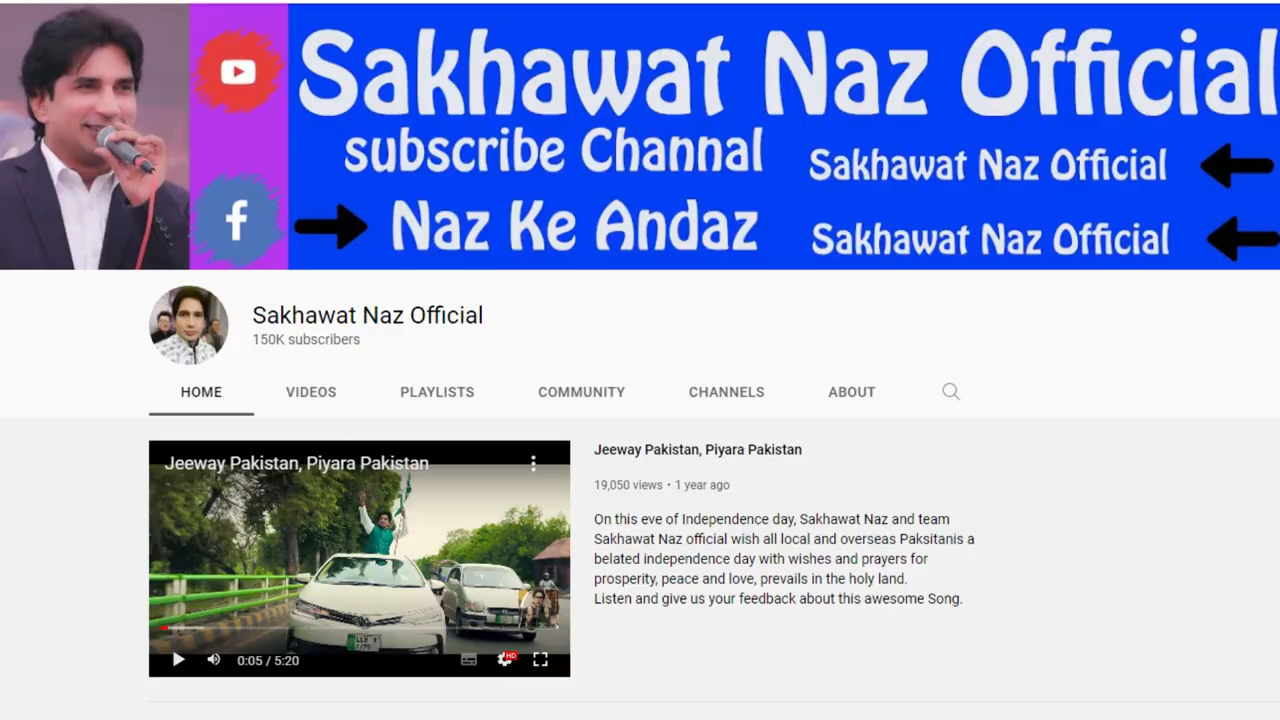 Sakhawat Naz Official
subscribe Channal
Sakhawat Naz Official
f
Naz Ke Andaz
Sakhawat Naz Official
Sakhawat Naz Official
150K subscribers
HOME
VIDEOS
PLAYLISTS
COMMUNITY
CHANNELS
ABOUT
Jeeway Pakistan, Piyara Pakistan
0:05 / 5:20
HD
Jeeway Pakistan, Piyara Pakistan
19,050 views • 1 year ago
On this eve of Independence day, Sakhawat Naz and team
Sakhawat Naz official wish all local and overseas Paksitanis a
belated independence day with wishes and prayers for
prosperity, peace and love, prevails in the holy land.
Listen and give us your feedback about this awesome Song.